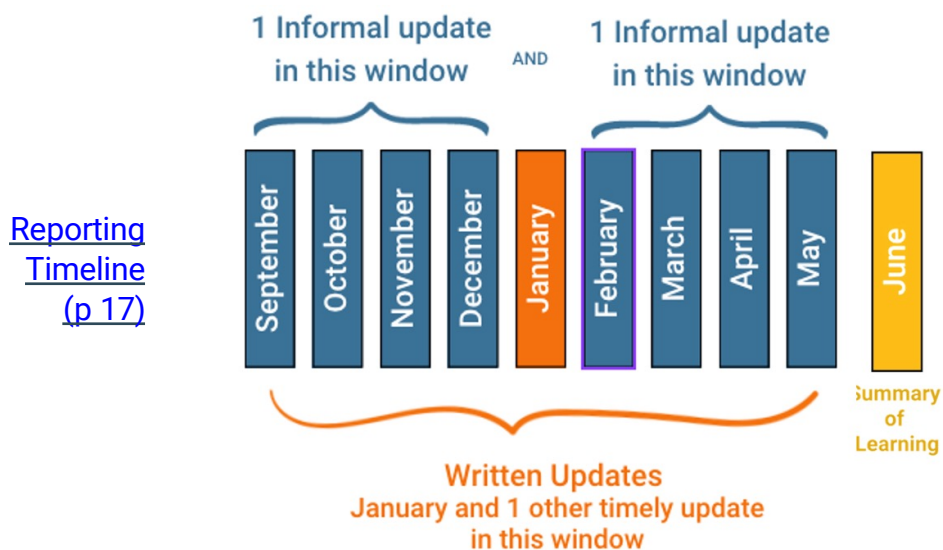 1 Informal update
in this window
AND
1 Informal update
in this window
Reporting
Timeline
(p 17)
September
October
November
December
January
February
March
April
May
June
Summary
of
Learning
Written Updates
January and 1 other timely update
in this window